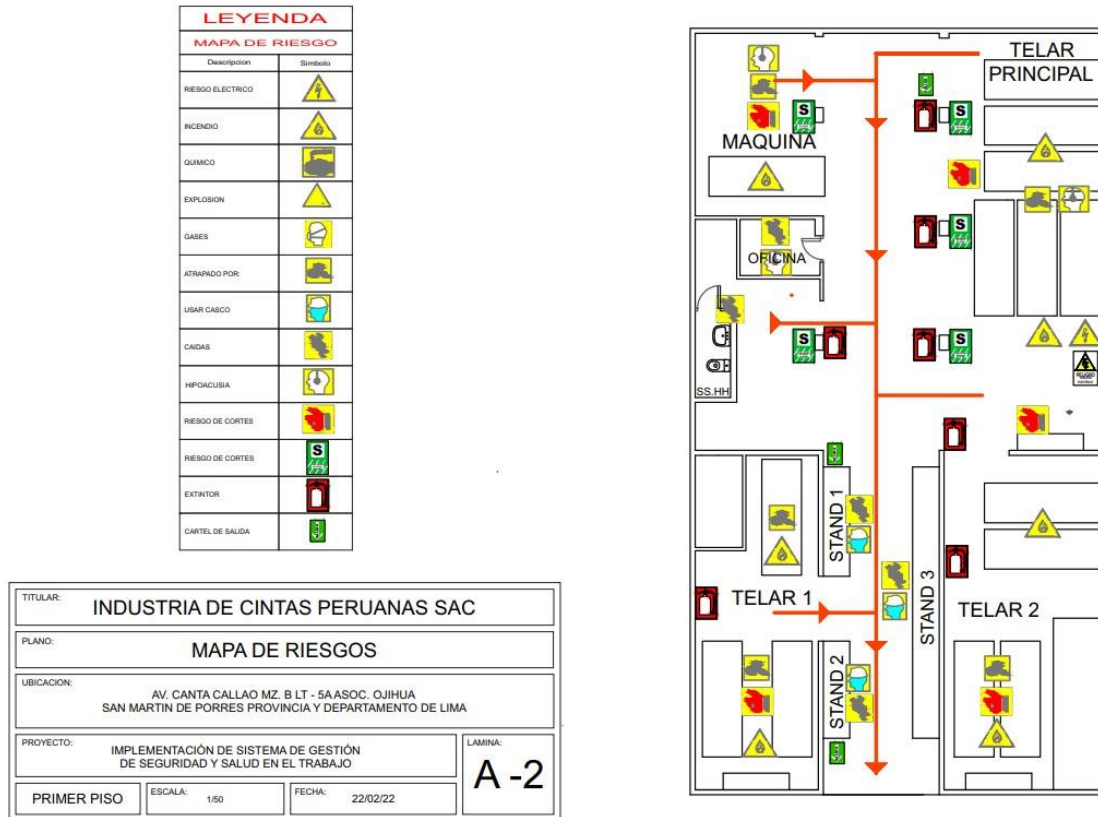 LEYENDA
MAPA DE RIESGO
Descripcion Simbolo
RIESGO ELECTRICO
INCENDIO
QUIMICO
EXPLOSION
GASES
ATRAPADO POR:
USAR CASCO
CAIDAS
HIPOACUSIA
RIESGO DE CORTES
RIESGO DE CORTES
S
EXTINTOR
CARTEL DE SALIDA
TITULAR: INDUSTRIA DE CINTAS PERUANAS SAC
PLANO: MAPA DE RIESGOS
UBICACION:
AV. CANTA CALLAO MZ. B LT - 5A ASOC. OJIHUA
SAN MARTIN DE PORRES PROVINCIA Y DEPARTAMENTO DE LIMA
PROYECTO: IMPLEMENTACIÓN DE SISTEMA DE GESTIÓN
DE SEGURIDAD Y SALUD EN EL TRABAJO
LAMINA:
A -2
PRIMER PISO
ESCALA: 1/50
FECHA: 22/02/22
TELAR
PRINCIPAL
S
S
MAQUINA
S
OFICINA
S
S
PELIGRO
SS.HH
STAND 1
TELAR 1
STAND 3
TELAR 2
STAND 2